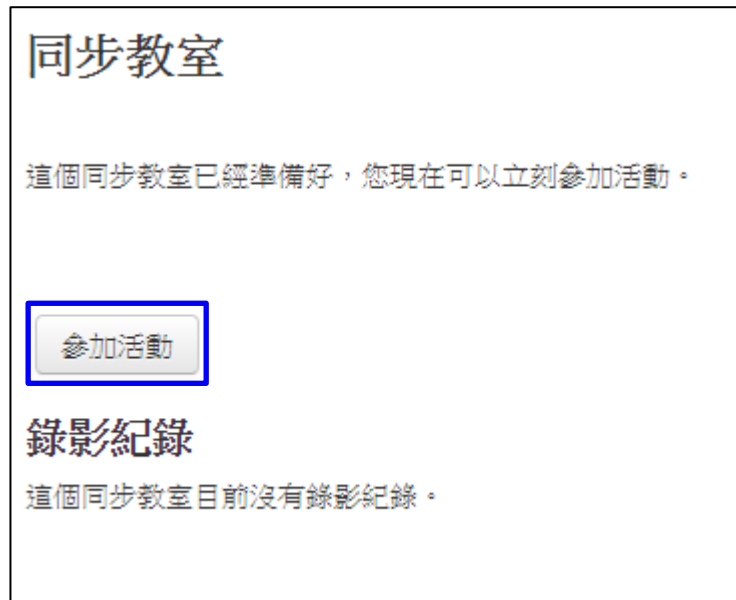 同步教室
這個同步教室已經準備好，您現在可以立刻參加活動。
參加活動
錄影紀錄
這個同步教室目前沒有錄影紀錄。